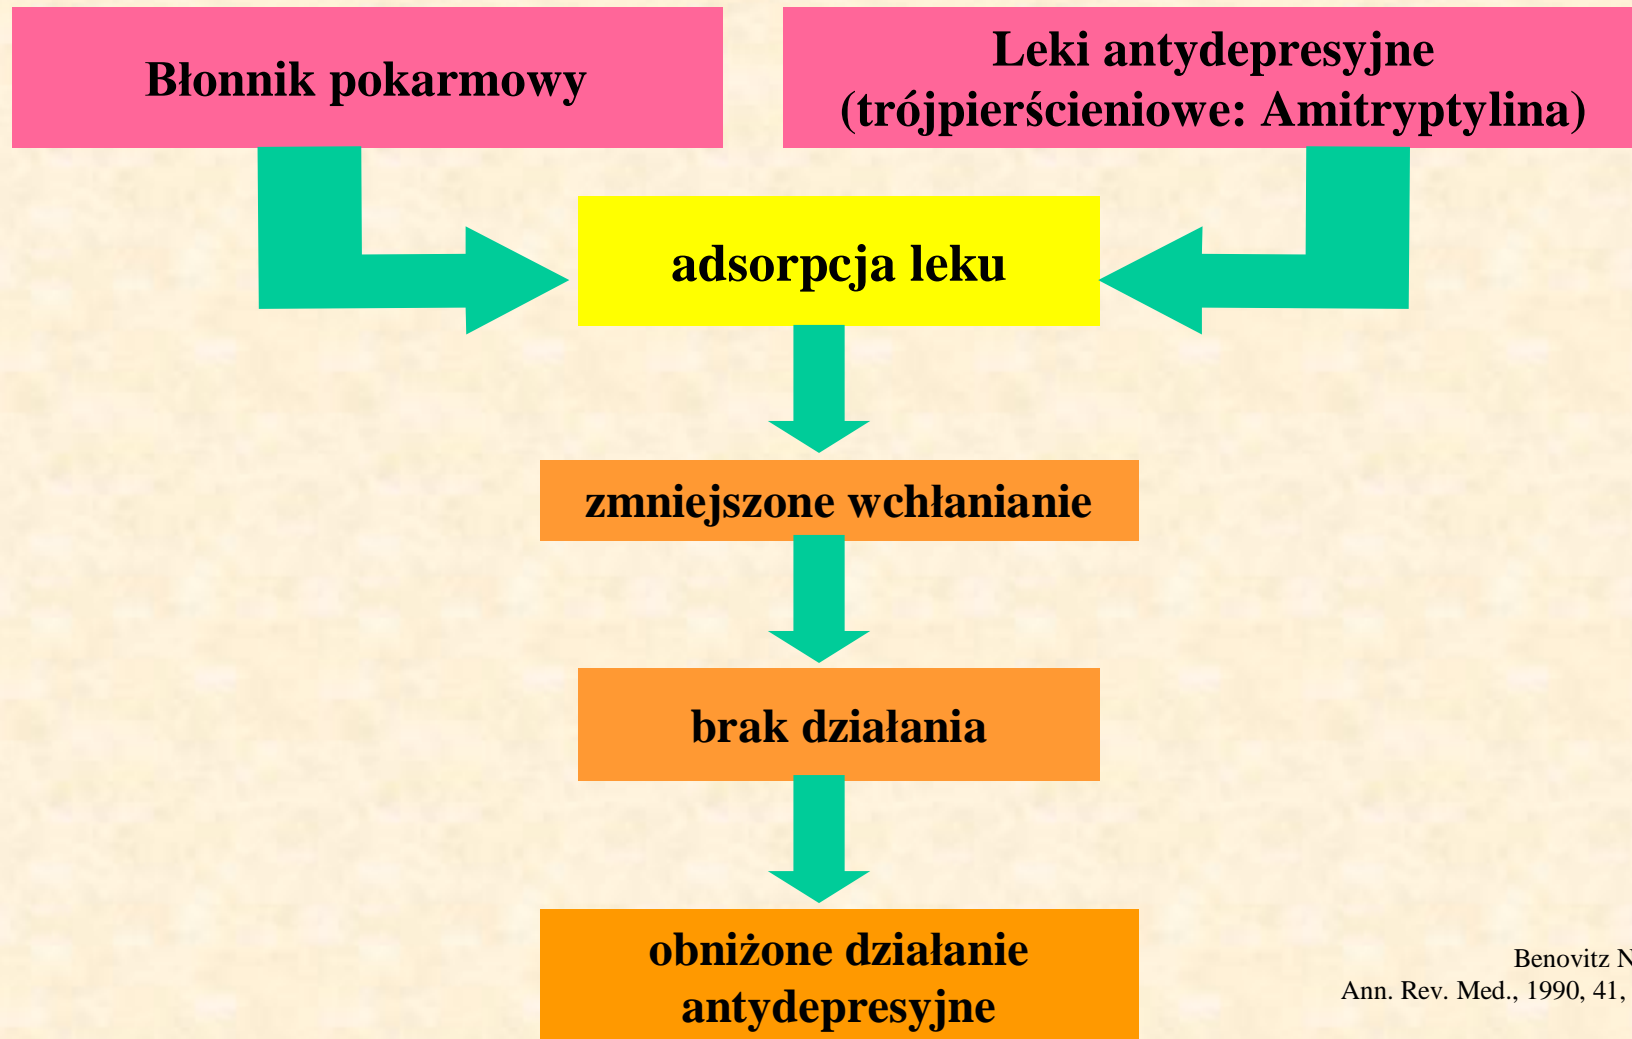 Błonnik pokarmowy
Leki antydepresyjne
(trójpierścieniowe: Amitryptylina)
adsorpcja leku
zmniejszone wchłanianie
brak działania
obniżone działanie
antydepresyjne
Benovitz N
Ann. Rev. Med., 1990, 41,